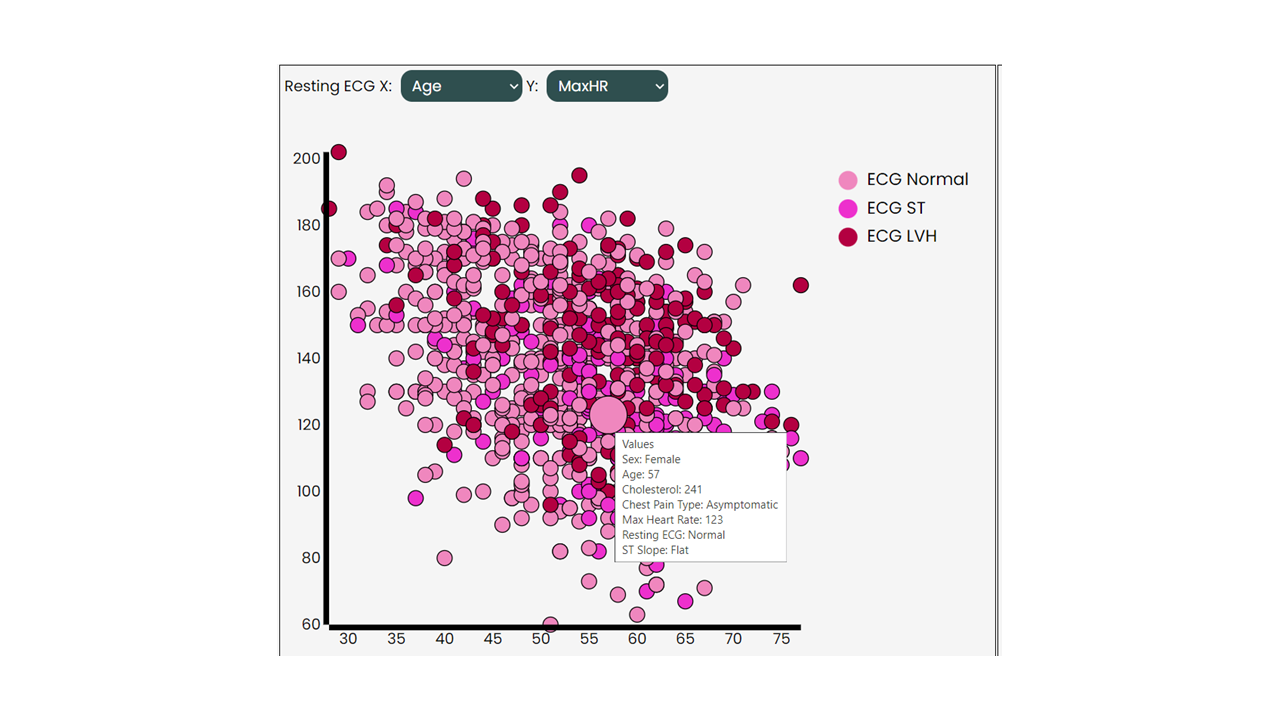 Resting ECG X: Age Y: MaxHR
200
180
160
140
120
100
80
60
30 35 40 45 50 55 60 65 70 75
ECG Normal
ECG ST
ECG LVH
Values
Sex: Female
Age: 57
Cholesterol: 241
Chest Pain Type: Asymptomatic
Max Heart Rate: 123
Resting ECG: Normal
ST Slope: Flat